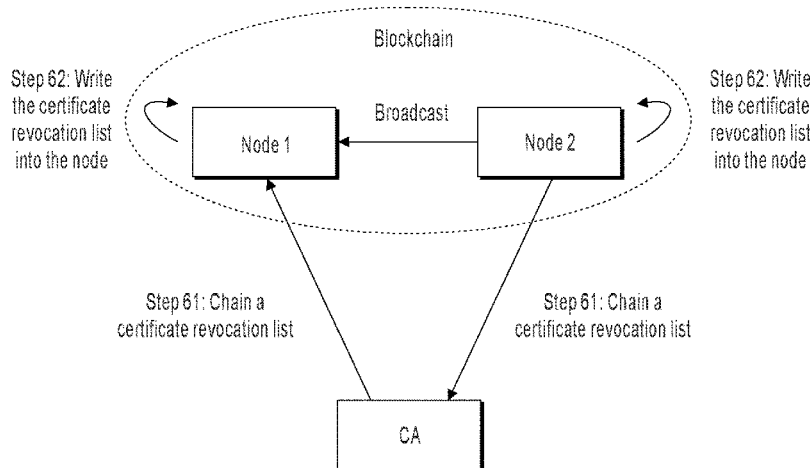 Blockchain
Step 62: Write
the certificate
revocation list
into the node
Node 1
Broadcast
Node 2
Step 62: Write
the certificate
revocation list
into the node
Step 61: Chain a
certificate revocation list
Step 61: Chain a
certificate revocation list
CA